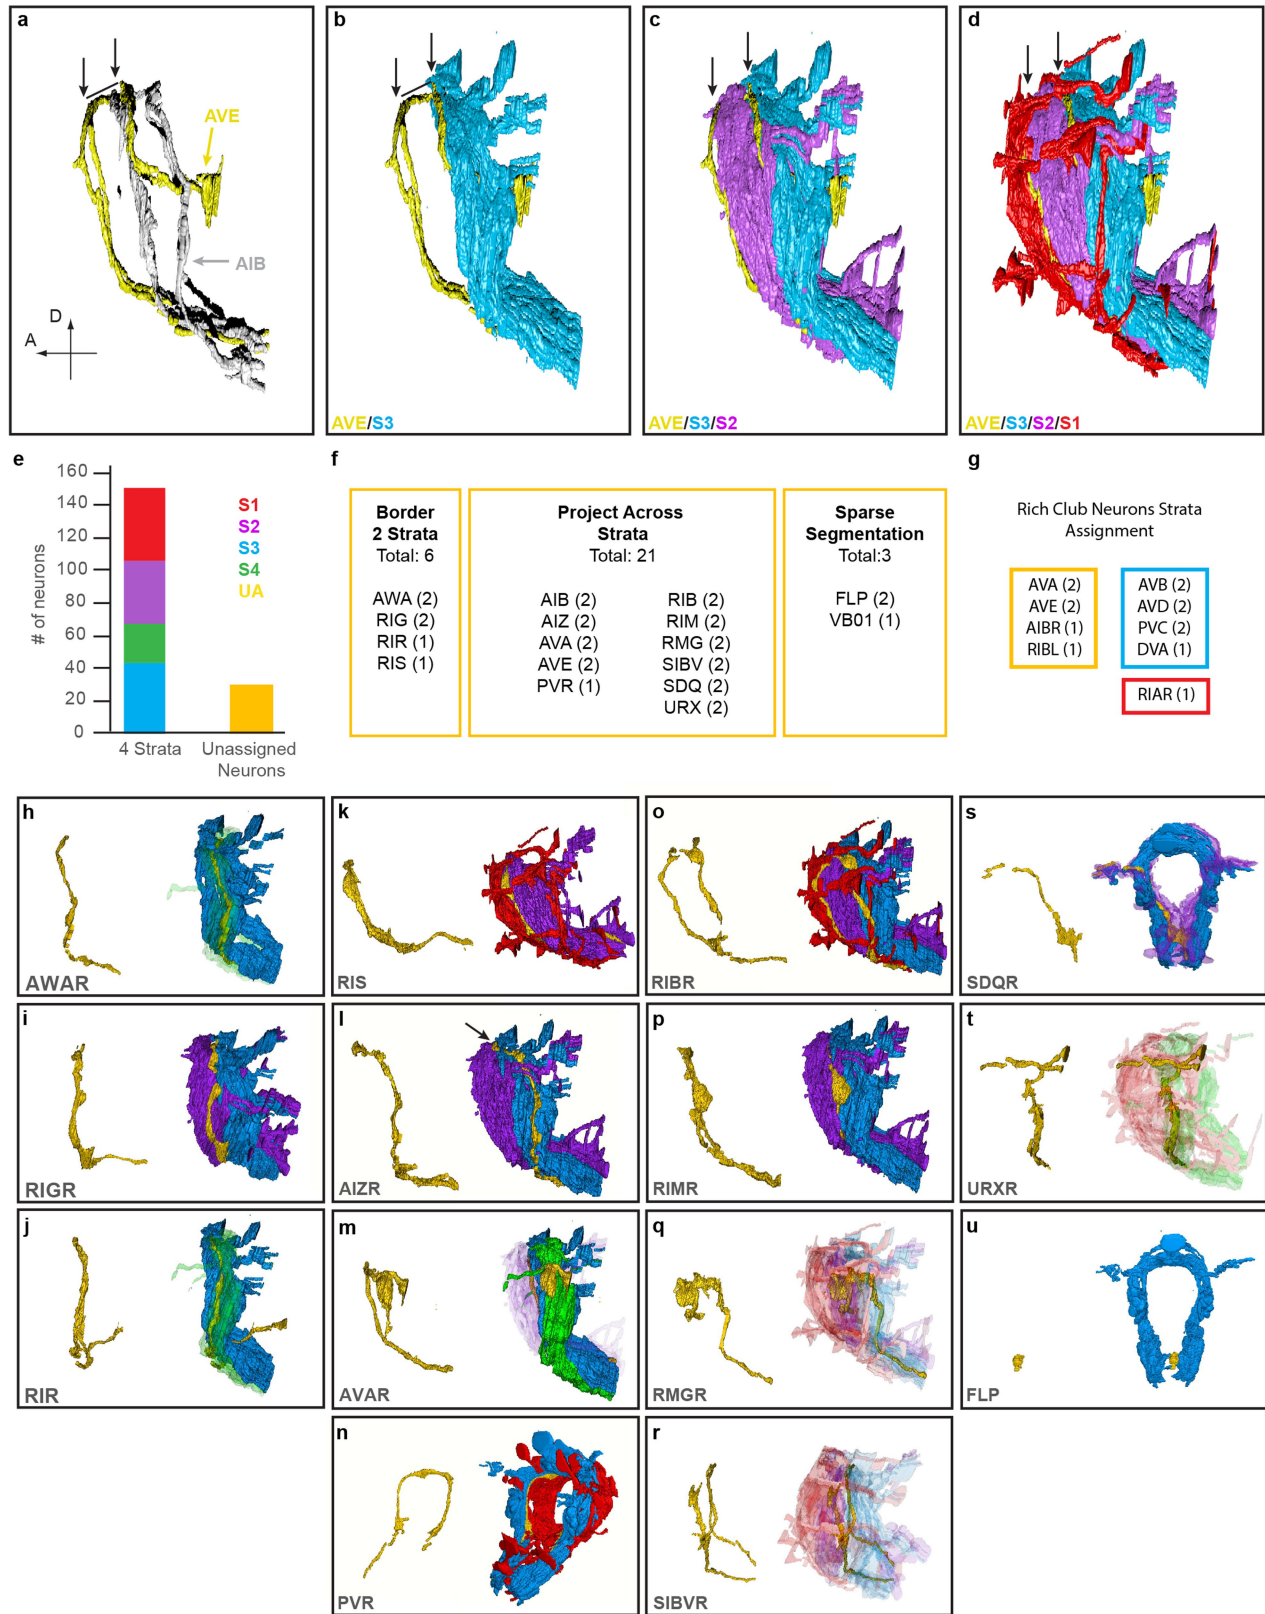 a
AVE
AIB
D
A
b
AVE/S3
c
AVE/S3/S2
d
AVE/S3/S2/S1
e
160
140
120
100
80
60
40
20
0
# of neurons
S1
S2
S3
S4
UA
4 Strata
Unassigned
Neurons
f
Border
2 Strata
Total: 6
AWA (2)
RIG (2)
RIR (1)
RIS (1)
Project Across
Strata
Total: 21
AIB (2)
AIZ (2)
AVA (2)
AVE (2)
PVR (1)
RIB (2)
RIM (2)
RMG (2)
SIBV (2)
SDQ (2)
URX (2)
Sparse
Segmentation
Total:3
FLP (2)
VB01 (1)
g
Rich Club Neurons Strata
Assignment
AVA (2)
AVE (2)
AIBR (1)
RIBL (1)
AVB (2)
AVD (2)
PVC (2)
DVA (1)
RIAR (1)
h
AWAR
k
RIS
o
RIBR
s
SDQR
i
RIGR
l
AIZR
p
RIMR
t
URXR
j
RIR
m
AVAR
q
RMGR
u
FLP
n
PVR
r
SIBVR